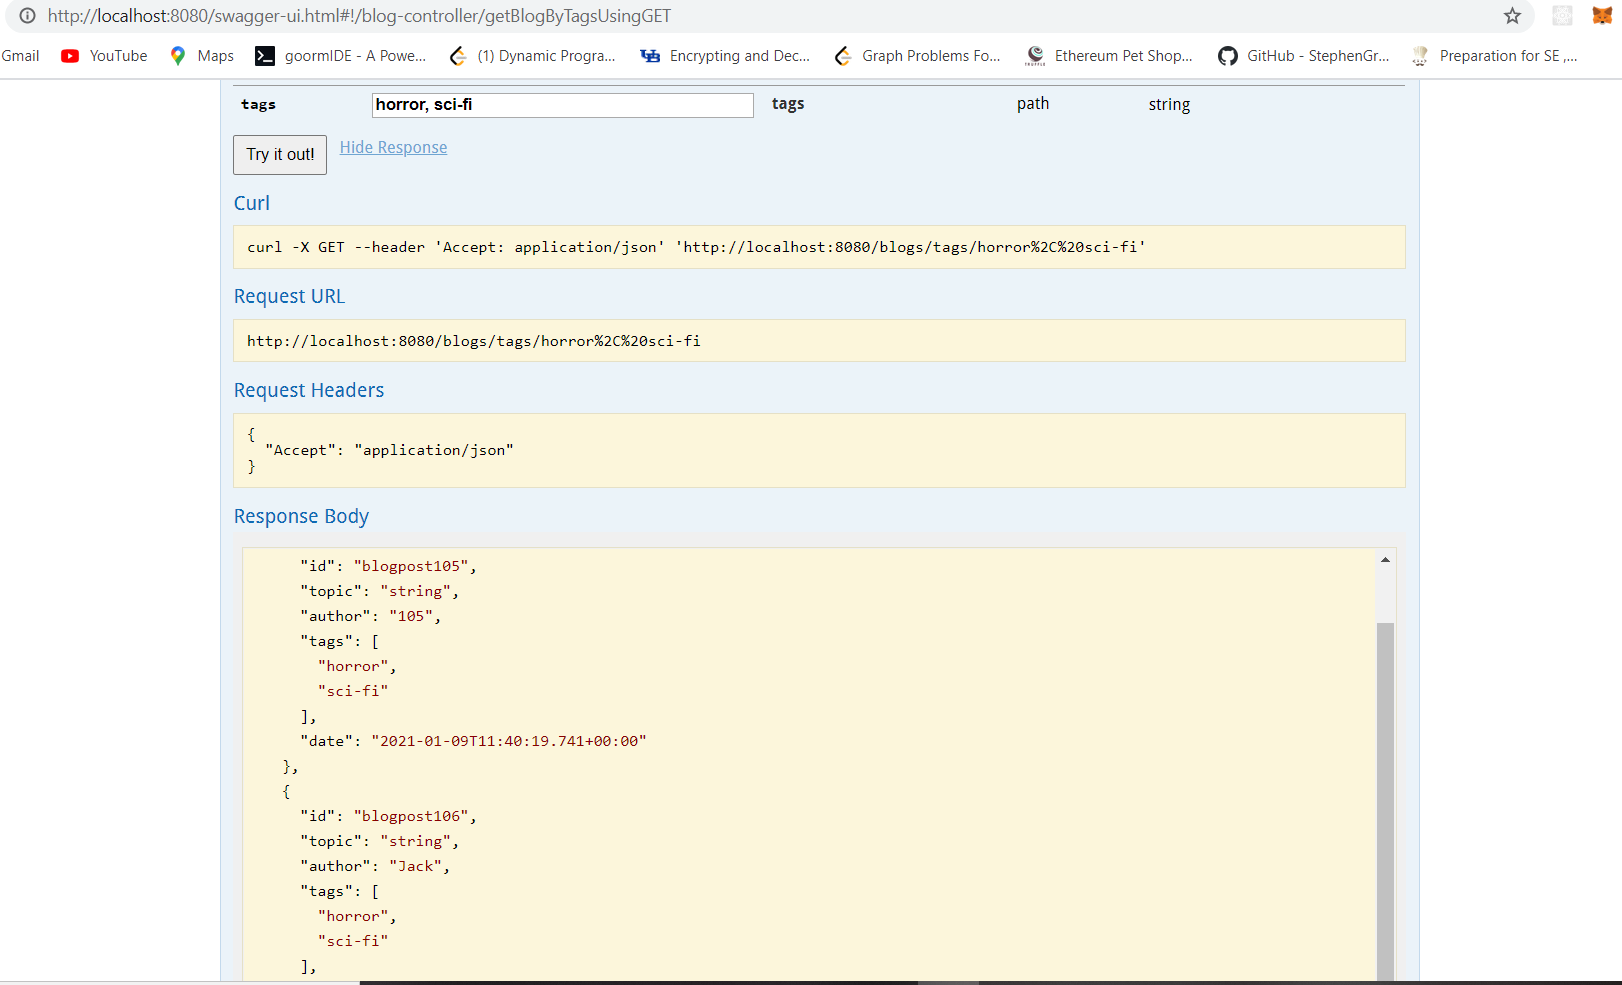 http://localhost:8080/swagger-ui.html#!/blog-controller/getBlogByTagsUsingGET
Gmail YouTube Maps goormIDE - A Powe... (1) Dynamic Progra... Encrypting and Dec... Graph Problems Fo... Ethereum Pet Shop... GitHub - StephenGr... Preparation for SE ,...
tags horror, sci-fi tags path string
Try it out! Hide Response
Curl
curl -X GET --header 'Accept: application/json' 'http://localhost:8080/blogs/tags/horror%2C%20sci-fi'
Request URL
http://localhost:8080/blogs/tags/horror%2C%20sci-fi
Request Headers
{
"Accept": "application/json"
}
Response Body
"id": "blogpost105",
"topic": "string",
"author": "105",
"tags": [
"horror",
"sci-fi"
],
"date": "2021-01-09T11:40:19.741+00:00"
},
{
"id": "blogpost106",
"topic": "string",
"author": "Jack",
"tags": [
"horror",
"sci-fi"
],